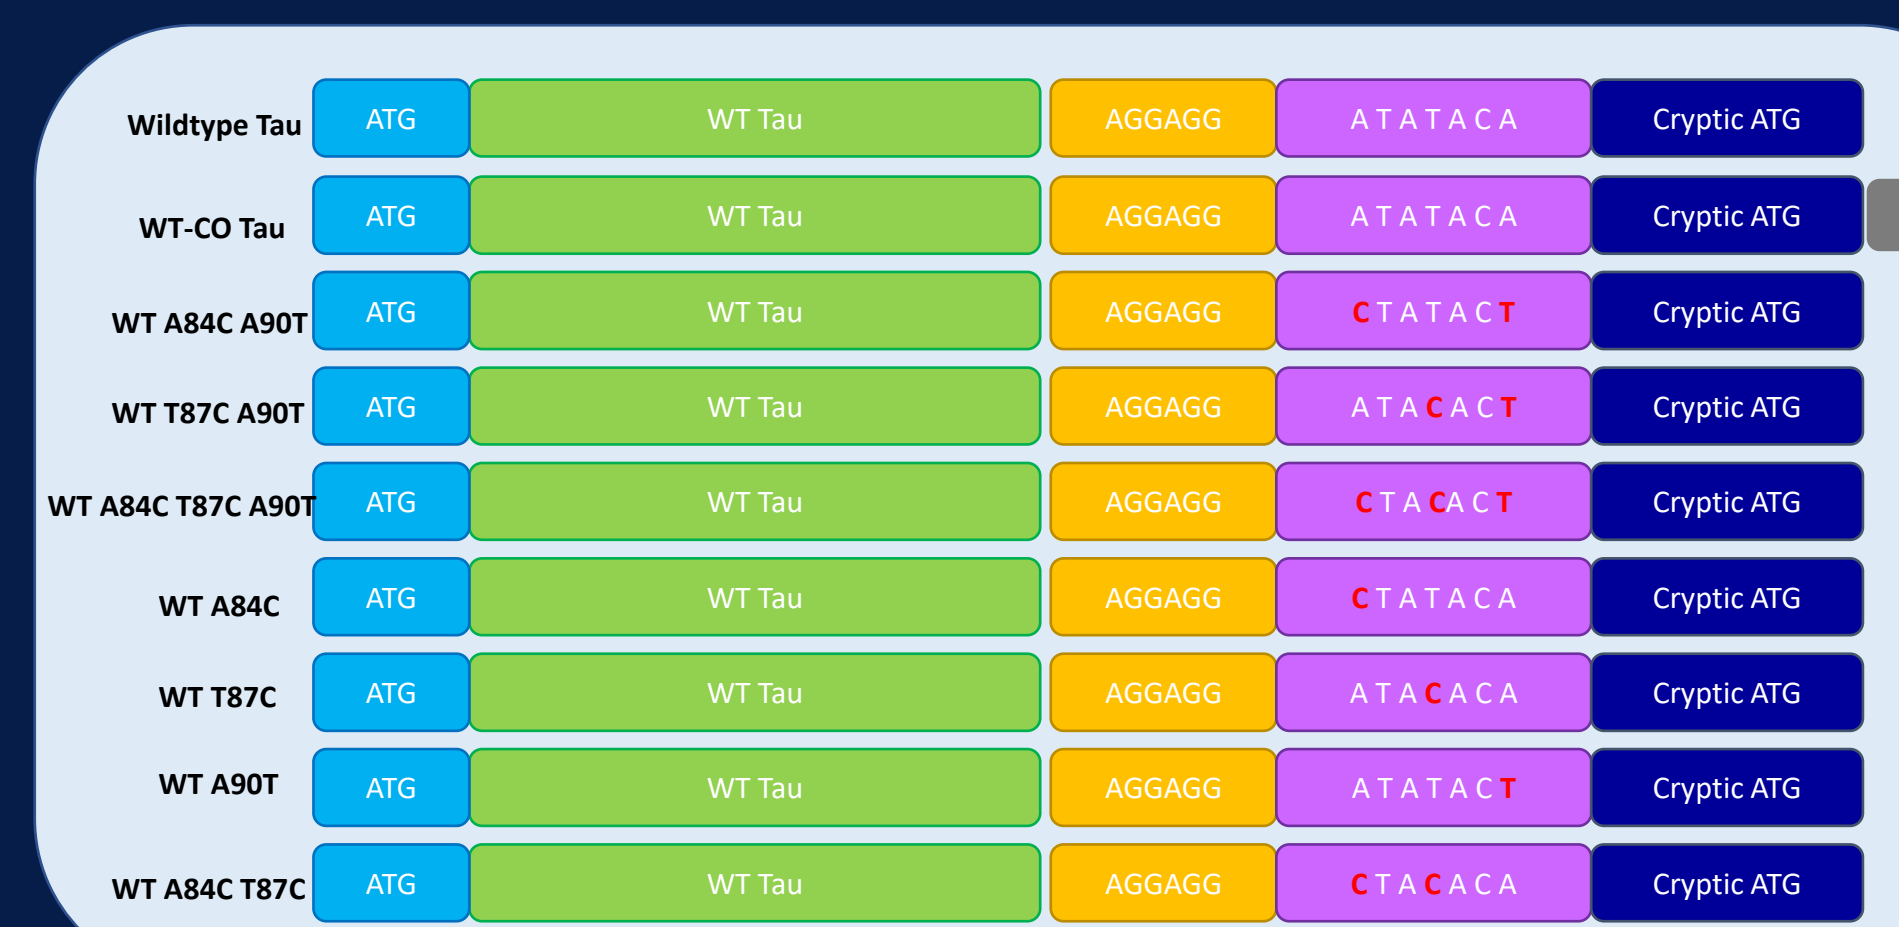 Wildtype Tau ATG WT Tau AGGAGG A T A T A C A Cryptic ATG
WT-CO Tau ATG WT Tau AGGAGG A T A T A C A Cryptic ATG
WT A84C A90T ATG WT Tau AGGAGG C T A T A C T Cryptic ATG
WT T87C A90T ATG WT Tau AGGAGG A T A C A C T Cryptic ATG
WT A84C T87C A90T ATG WT Tau AGGAGG C T A CA C T Cryptic ATG
WT A84C ATG WT Tau AGGAGG C T A T A C A Cryptic ATG
WT T87C ATG WT Tau AGGAGG A T A C A C A Cryptic ATG
WT A90T ATG WT Tau AGGAGG A T A T A C T Cryptic ATG
WT A84C T87C ATG WT Tau AGGAGG C T A C A C A Cryptic ATG